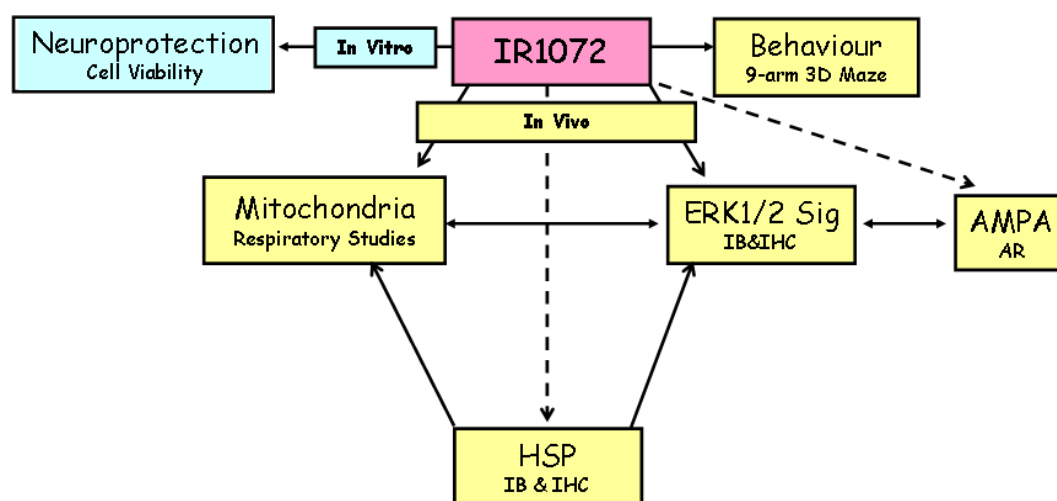 Neuroprotection
Cell Viability
In Vitro
IR1072
Behaviour
9-arm 3D Maze
In Vivo
Mitochondria
Respiratory Studies
ERK1/2 Sig
IB&IHC
AMPA
AR
HSP
IB & IHC